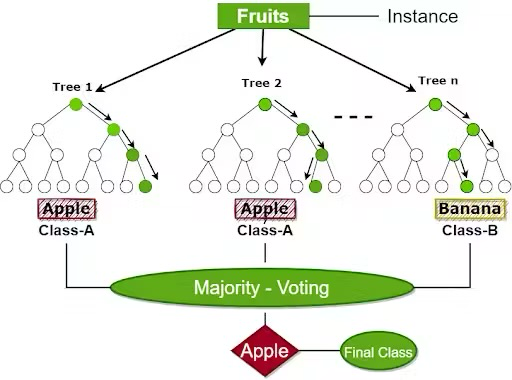 Fruits
Instance
Tree 1
Tree 2
Tree n
Apple
Apple
Banana
Class-A
Class-A
Class-B
Majority - Voting
Apple
Final Class